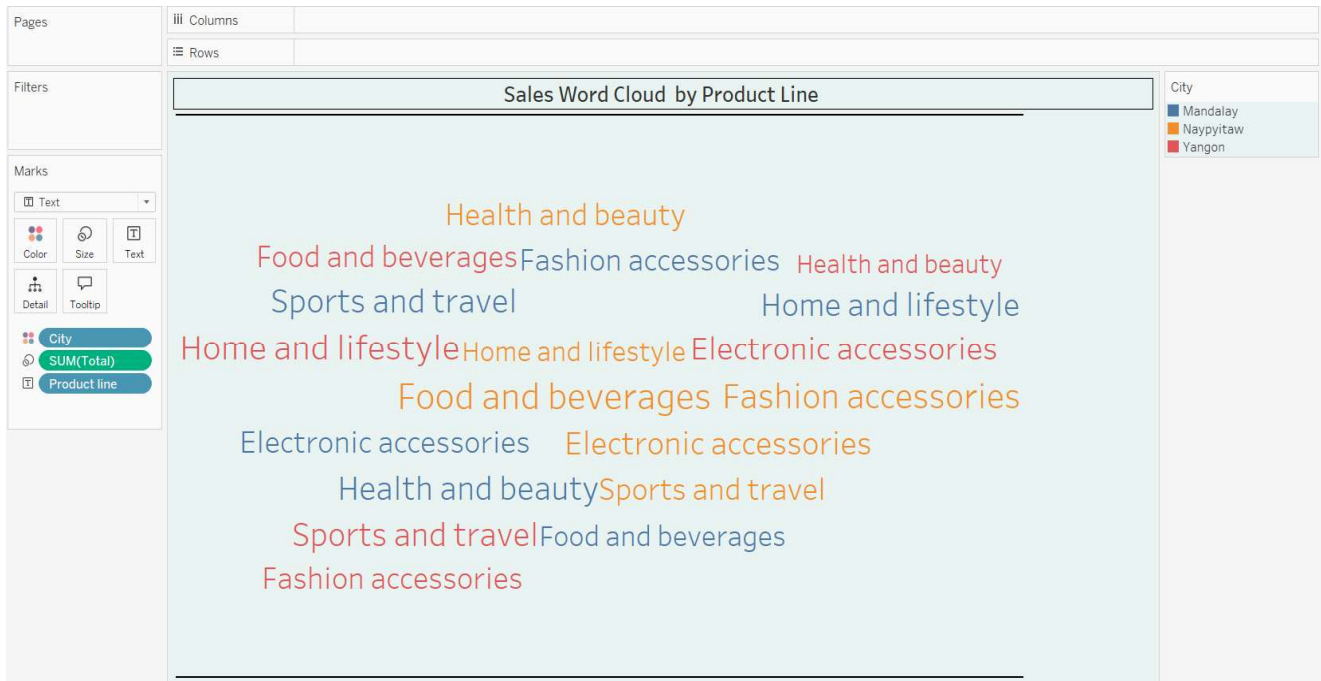 Pages
Columns
Rows
Filters
Sales Word Cloud by Product Line
City
Mandalay
Naypyitaw
Yangon
Marks
Text
Color Size Text
Detail Tooltip
City
SUM(Total)
Product line
Health and beauty
Food and beverages Fashion accessories Health and beauty
Sports and travel Home and lifestyle
Home and lifestyle Home and lifestyle Electronic accessories
Food and beverages Fashion accessories
Electronic accessories Electronic accessories
Health and beauty Sports and travel
Sports and travel Food and beverages
Fashion accessories